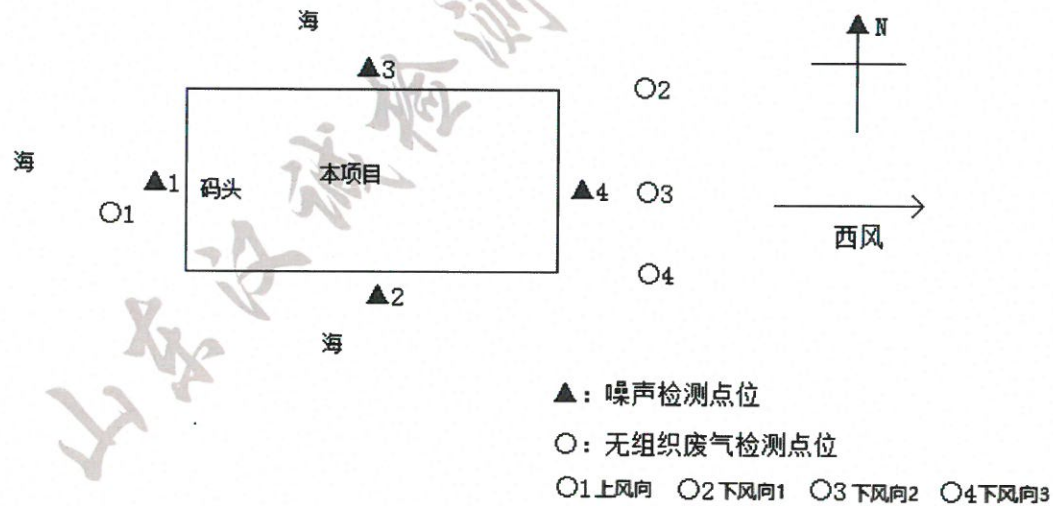 海
▲N
▲3
○2
海
▲1
码头
本项目
▲4
○3
○1
西风
○4
▲2
海
▲：噪声检测点位
○：无组织废气检测点位
○1上风向 ○2下风向1 ○3下风向2 ○4下风向3